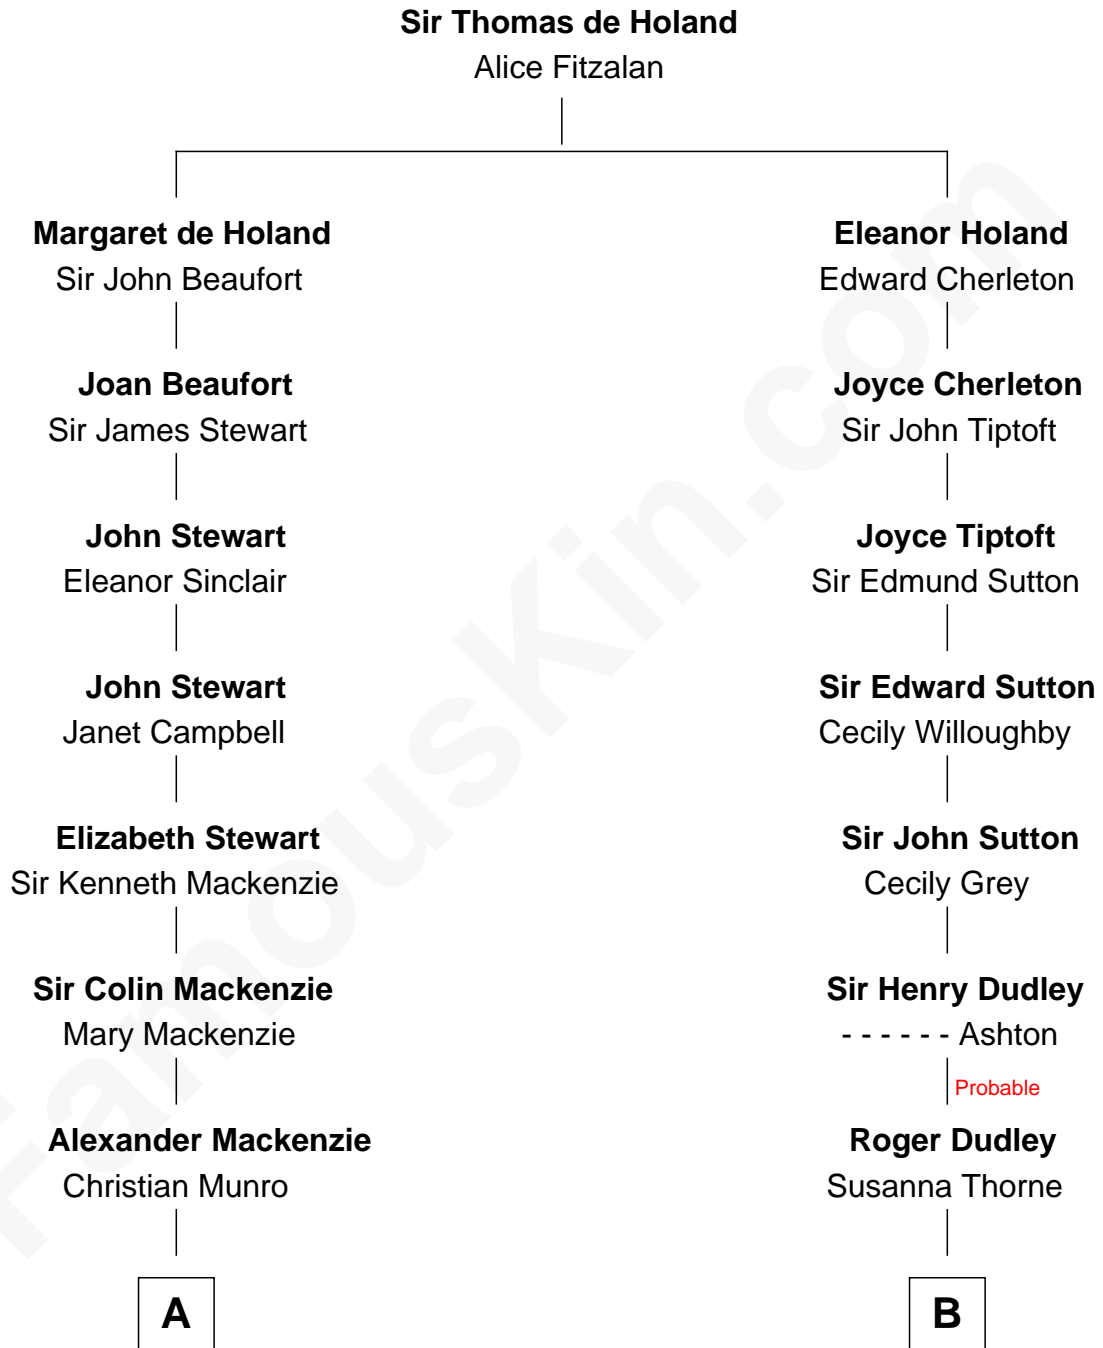 Sir Thomas de Holand
Alice Fitzalan
Margaret de Holand
Sir John Beaufort
Eleanor Holand
Edward Cherleton
Joan Beaufort
Sir James Stewart
Joyce Cherleton
Sir John Tiptoft
John Stewart
Eleanor Sinclair
Joyce Tiptoft
Sir Edmund Sutton
John Stewart
Janet Campbell
Sir Edward Sutton
Cecily Willoughby
Elizabeth Stewart
Sir Kenneth Mackenzie
Sir John Sutton
Cecily Grey
Sir Colin Mackenzie
Mary Mackenzie
Sir Henry Dudley
- - - - - - Ashton
Probable
Alexander Mackenzie
Christian Munro
Roger Dudley
Susanna Thorne
A
B
FamousKin.com